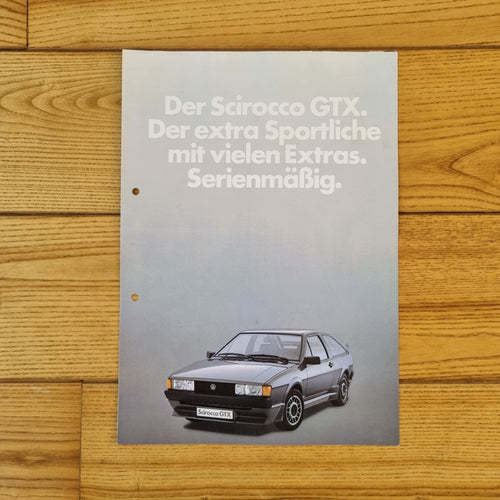 Der Scirocco GTX.
Der extra Sportliche
mit vielen Extras.
Serienmäßig.
Scirocco GTX